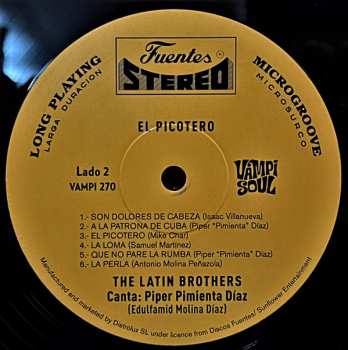 Fuentes
STEREO
LONG PLAYING
LARGA DURACION
MICROGROOVE
MICROSURCO
EL PICOTERO
Lado 2
VAMPI 270
VAMPI
SOUL
1.- SON DOLORES DE CABEZA (Isaac Villanueva)
2.- A LA PATRONA DE CUBA (Piper "Pimienta" Díaz)
3.- EL PICOTERO (Mike Char)
4.- LA LOMA (Samuel Martínez)
5.- QUE NO PARE LA RUMBA (Piper "Pimienta" Díaz)
6.- LA PERLA (Antonio Molina Peñazola)
THE LATIN BROTHERS
Canta: Piper Pimienta Díaz
(Edulfamid Molina Díaz)
Manufactured and marketed by Distrolux SL under licence from Discos Fuentes/ Sunflower Entertainment